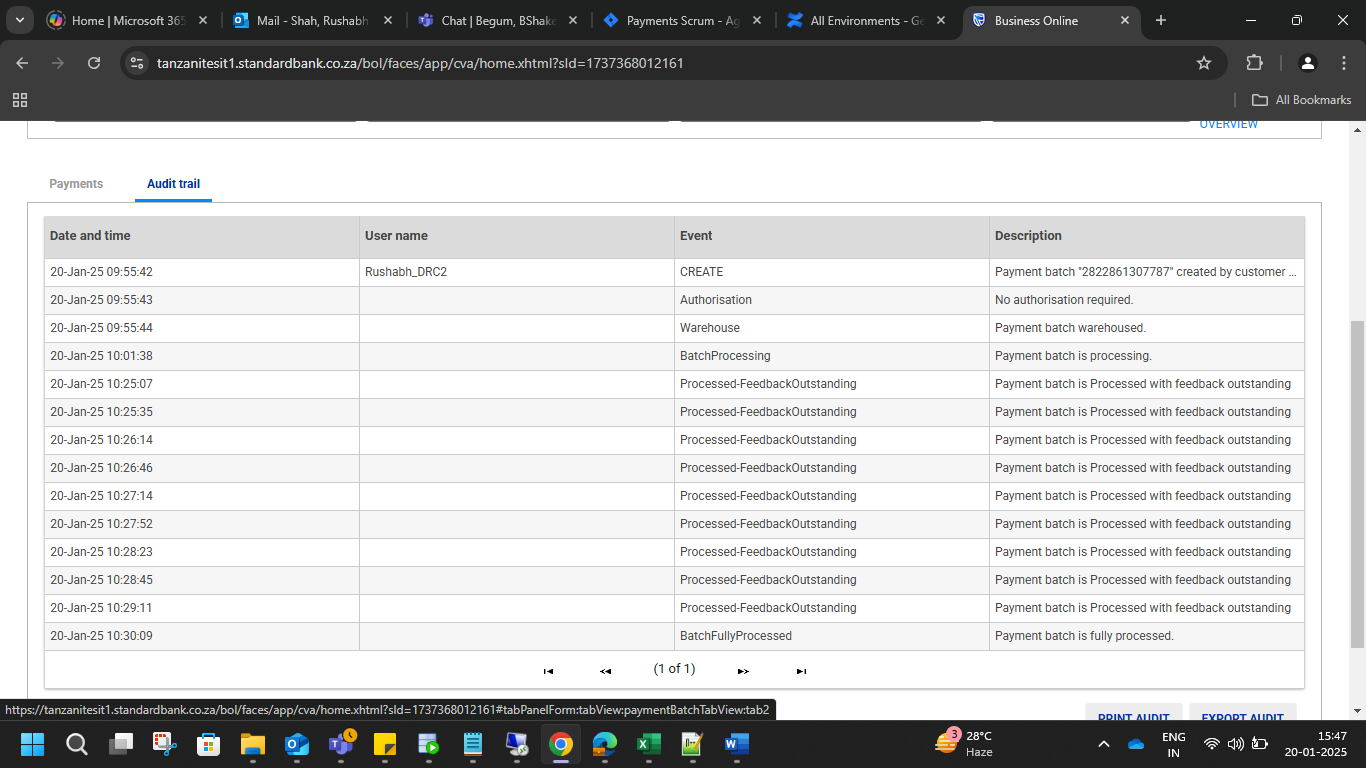 Home | Microsoft 365
Mail - Shah, Rushabh
Chat | Begum, BShake
Payments Scrum - Ag
All Environments - Ge
Business Online
tanzanitesit1.standardbank.co.za/bol/faces/app/cva/home.xhtml?sId=1737368012161
All Bookmarks
OVERVIEW
Payments Audit trail
Date and time User name Event Description
20-Jan-25 09:55:42 Rushabh_DRC2 CREATE Payment batch "2822861307787" created by customer ...
20-Jan-25 09:55:43 Authorisation No authorisation required.
20-Jan-25 09:55:44 Warehouse Payment batch warehoused.
20-Jan-25 10:01:38 BatchProcessing Payment batch is processing.
20-Jan-25 10:25:07 Processed-FeedbackOutstanding Payment batch is Processed with feedback outstanding
20-Jan-25 10:25:35 Processed-FeedbackOutstanding Payment batch is Processed with feedback outstanding
20-Jan-25 10:26:14 Processed-FeedbackOutstanding Payment batch is Processed with feedback outstanding
20-Jan-25 10:26:46 Processed-FeedbackOutstanding Payment batch is Processed with feedback outstanding
20-Jan-25 10:27:14 Processed-FeedbackOutstanding Payment batch is Processed with feedback outstanding
20-Jan-25 10:27:52 Processed-FeedbackOutstanding Payment batch is Processed with feedback outstanding
20-Jan-25 10:28:23 Processed-FeedbackOutstanding Payment batch is Processed with feedback outstanding
20-Jan-25 10:28:45 Processed-FeedbackOutstanding Payment batch is Processed with feedback outstanding
20-Jan-25 10:29:11 Processed-FeedbackOutstanding Payment batch is Processed with feedback outstanding
20-Jan-25 10:30:09 BatchFullyProcessed Payment batch is fully processed.
(1 of 1)
https://tanzanitesit1.standardbank.co.za/bol/faces/app/cva/home.xhtml?sId=1737368012161#tabPanelForm:tabView:paymentBatchTabView:tab2
PRINT AUDIT EXPORT AUDIT
3
28°C
Haze
ENG
IN
15:47
20-01-2025